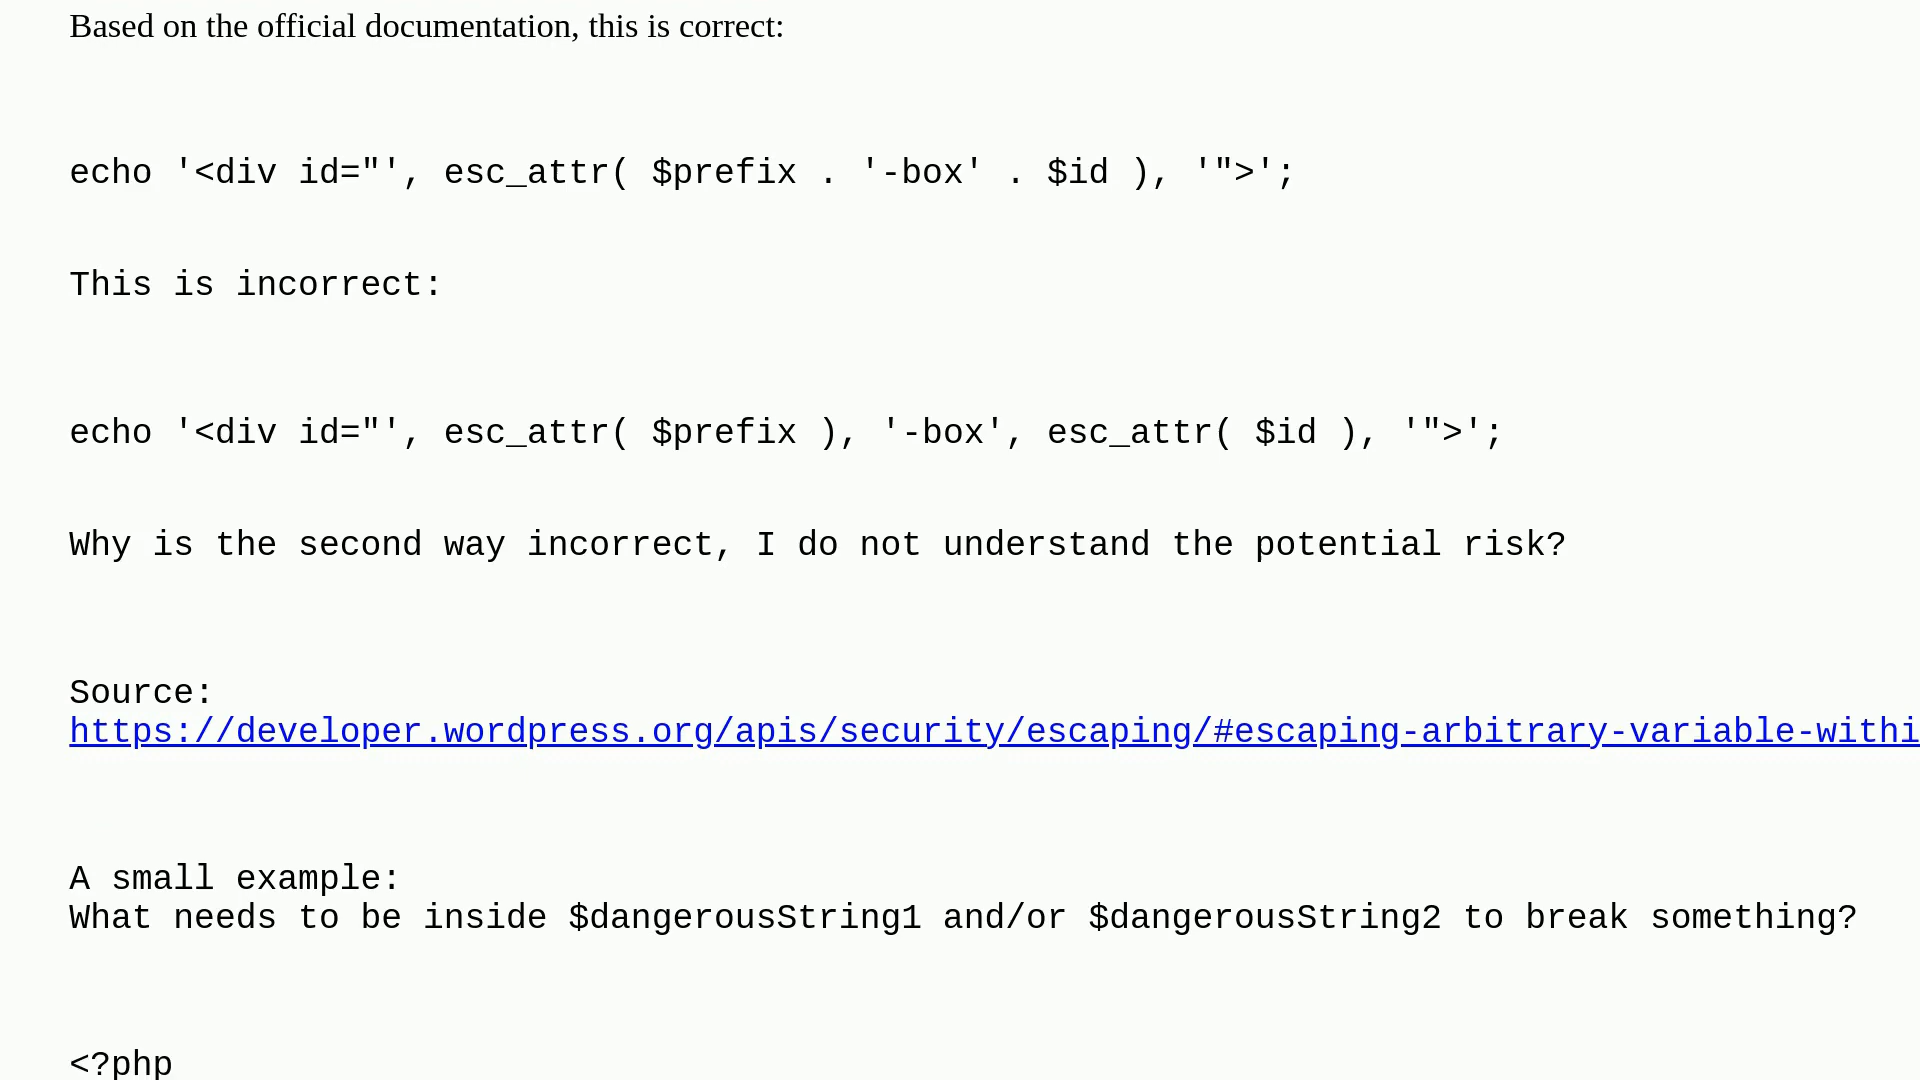 Based on the official documentation, this is correct:
echo '<div id="', esc_attr( $prefix . '-box' . $id ), '">';
This is incorrect:
echo '<div id="', esc_attr( $prefix ), '-box', esc_attr( $id ), '">';
Why is the second way incorrect, I do not understand the potential risk?
Source:
https://developer.wordpress.org/apis/security/escaping/#escaping-arbitrary-variable-withi
A small example:
What needs to be inside $dangerousString1 and/or $dangerousString2 to break something?
<?php